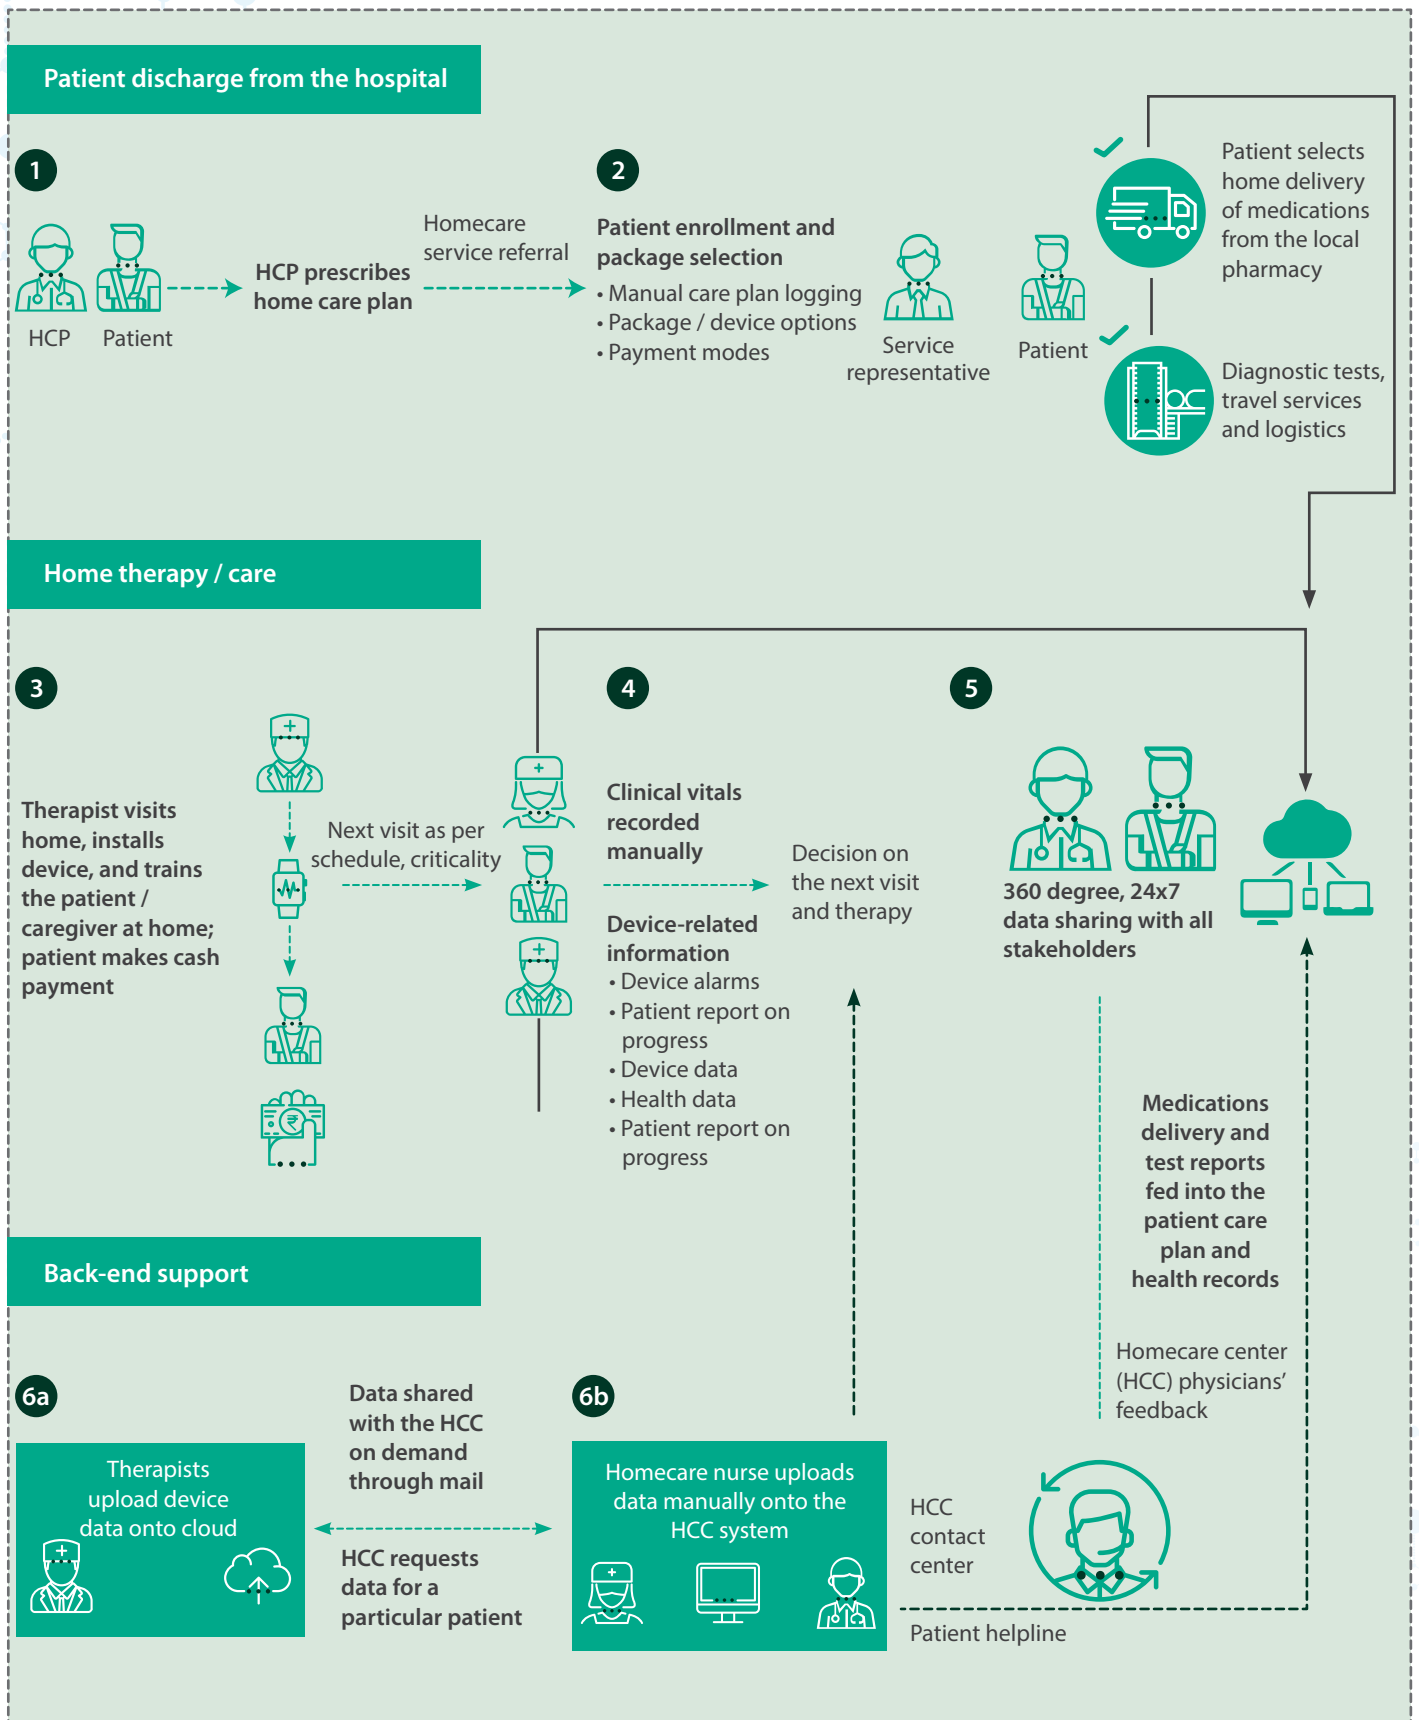 Patient discharge from the hospital
1
HCP
Patient
HCP prescribes
home care plan
Homecare
service referral
2
Patient enrollment and
package selection
• Manual care plan logging
• Package / device options
• Payment modes
Service
representative
Patient
Patient selects
home delivery
of medications
from the local
pharmacy
Diagnostic tests,
travel services
and logistics
Home therapy / care
3
Therapist visits
home, installs
device, and trains
the patient /
caregiver at home;
patient makes cash
payment
₹
Next visit as per
schedule, criticality
4
Clinical vitals
recorded
manually
Device-related
information
• Device alarms
• Patient report on
progress
• Device data
• Health data
• Patient report on
progress
Decision on
the next visit
and therapy
5
360 degree, 24x7
data sharing with all
stakeholders
Medications
delivery and
test reports
fed into the
patient care
plan and
health records
Homecare center
(HCC) physicians’
feedback
Back-end support
6a
Therapists
upload device
data onto cloud
Data shared
with the HCC
on demand
through mail
HCC requests
data for a
particular patient
6b
Homecare nurse uploads
data manually onto the
HCC system
HCC
contact
center
Patient helpline